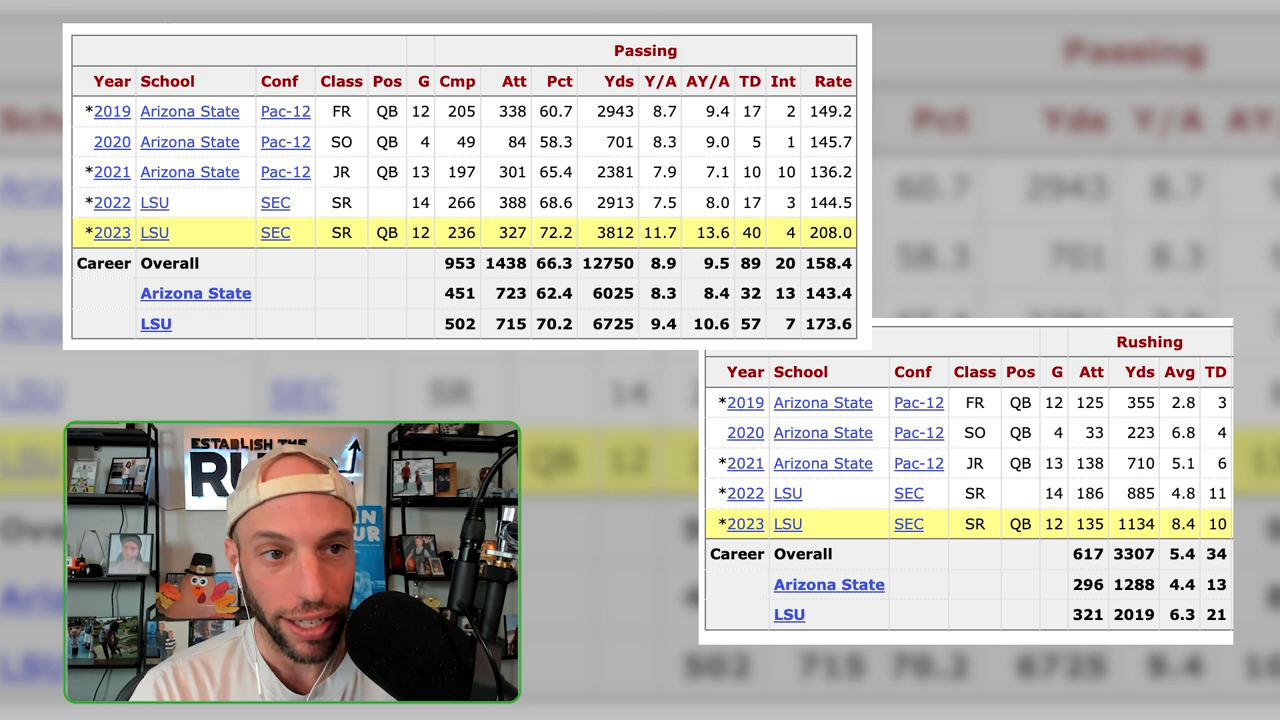 Passing
Year School Conf Class Pos G Cmp Att Pct Yds Y/A AY/A TD Int Rate
*2019 Arizona State Pac-12 FR QB 12 205 338 60.7 2943 8.7 9.4 17 2 149.2
2020 Arizona State Pac-12 SO QB 4 49 84 58.3 701 8.3 9.0 5 1 145.7
*2021 Arizona State Pac-12 JR QB 13 197 301 65.4 2381 7.9 7.1 10 10 136.2
*2022 LSU SEC SR 14 266 388 68.6 2913 7.5 8.0 17 3 144.5
*2023 LSU SEC SR QB 12 236 327 72.2 3812 11.7 13.6 40 4 208.0
Career Overall 953 1438 66.3 12750 8.9 9.5 89 20 158.4
Arizona State 451 723 62.4 6025 8.3 8.4 32 13 143.4
LSU 502 715 70.2 6725 9.4 10.6 57 7 173.6
Rushing
Year School Conf Class Pos G Att Yds Avg TD
*2019 Arizona State Pac-12 FR QB 12 125 355 2.8 3
2020 Arizona State Pac-12 SO QB 4 33 223 6.8 4
*2021 Arizona State Pac-12 JR QB 13 138 710 5.1 6
*2022 LSU SEC SR 14 186 885 4.8 11
*2023 LSU SEC SR QB 12 135 1134 8.4 10
Career Overall 617 3307 5.4 34
Arizona State 296 1288 4.4 13
LSU 321 2019 6.3 21
ESTABLISH THE